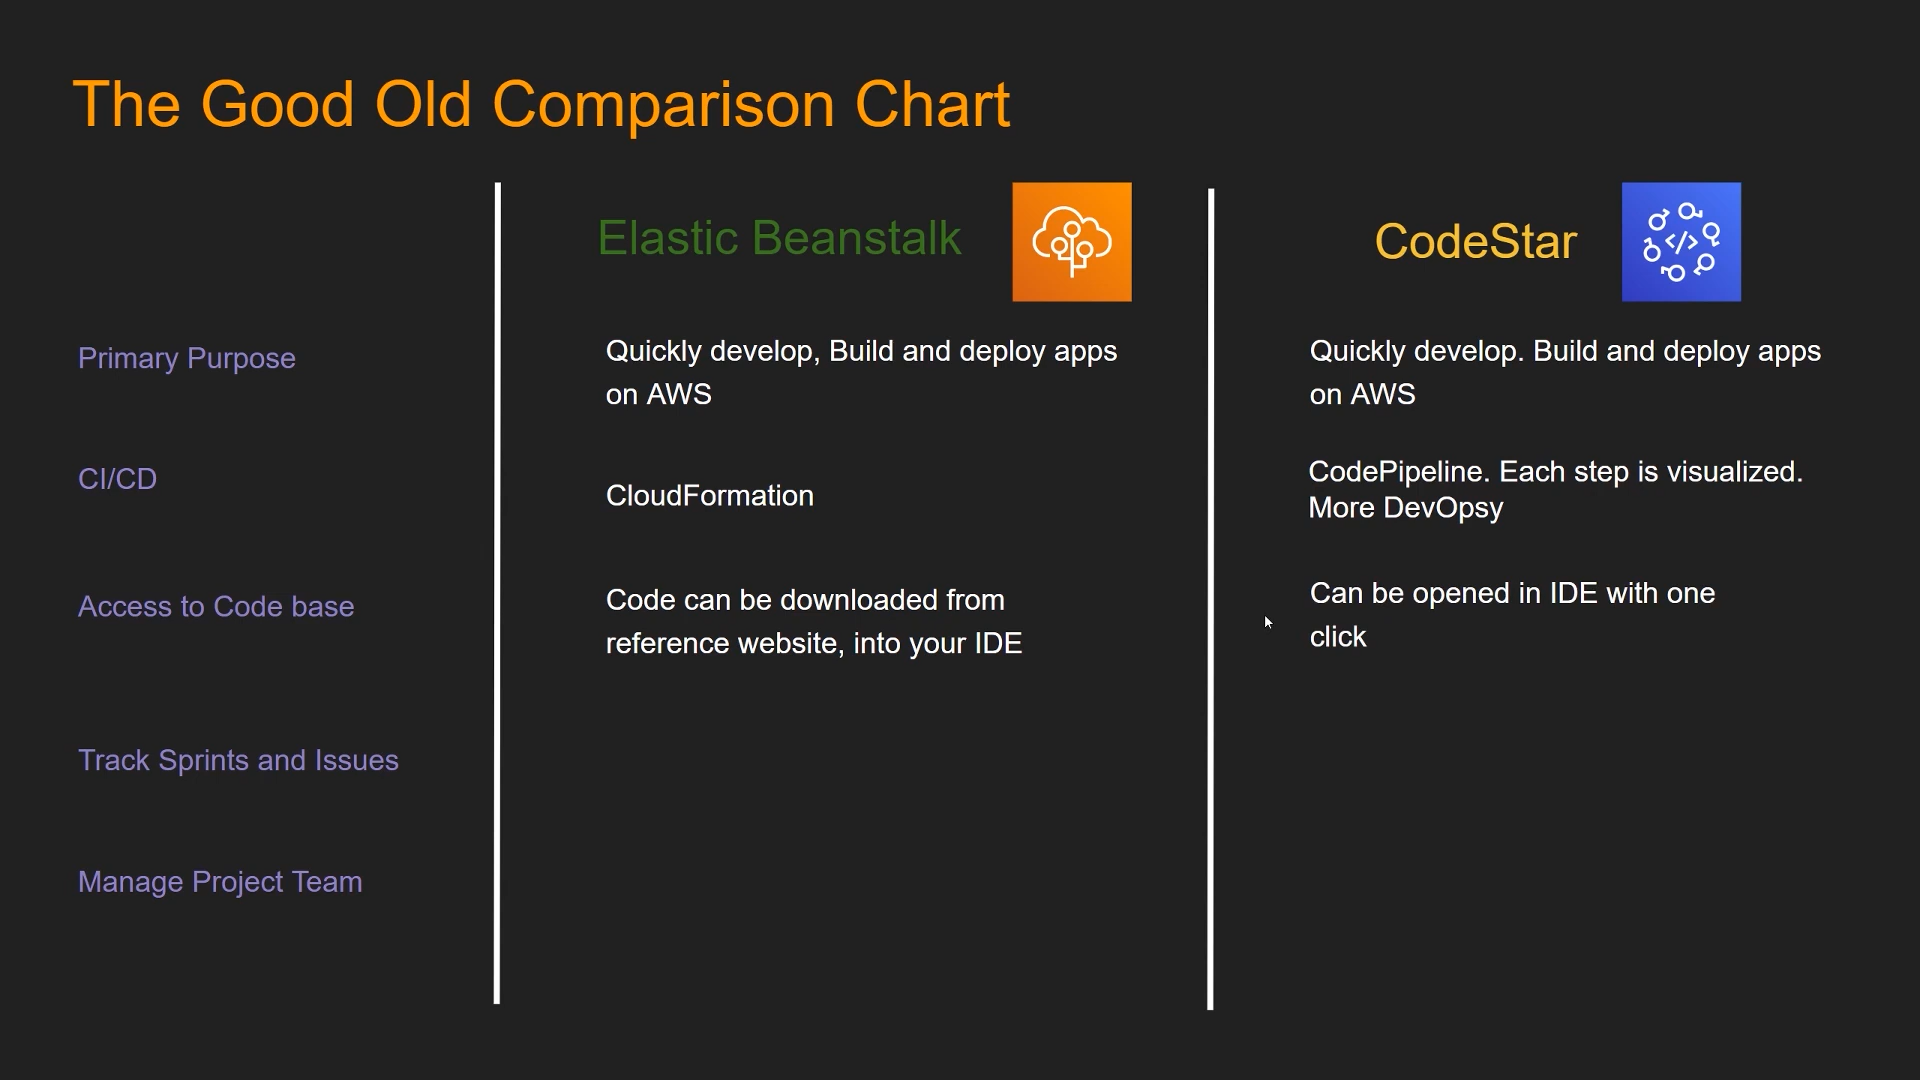 The Good Old Comparison Chart
Elastic Beanstalk
CodeStar
</>
Primary Purpose
Quickly develop, Build and deploy apps
on AWS
Quickly develop. Build and deploy apps
on AWS
CI/CD
CloudFormation
CodePipeline. Each step is visualized.
More DevOpsy
Access to Code base
Code can be downloaded from
reference website, into your IDE
Can be opened in IDE with one
click
Track Sprints and Issues
Manage Project Team